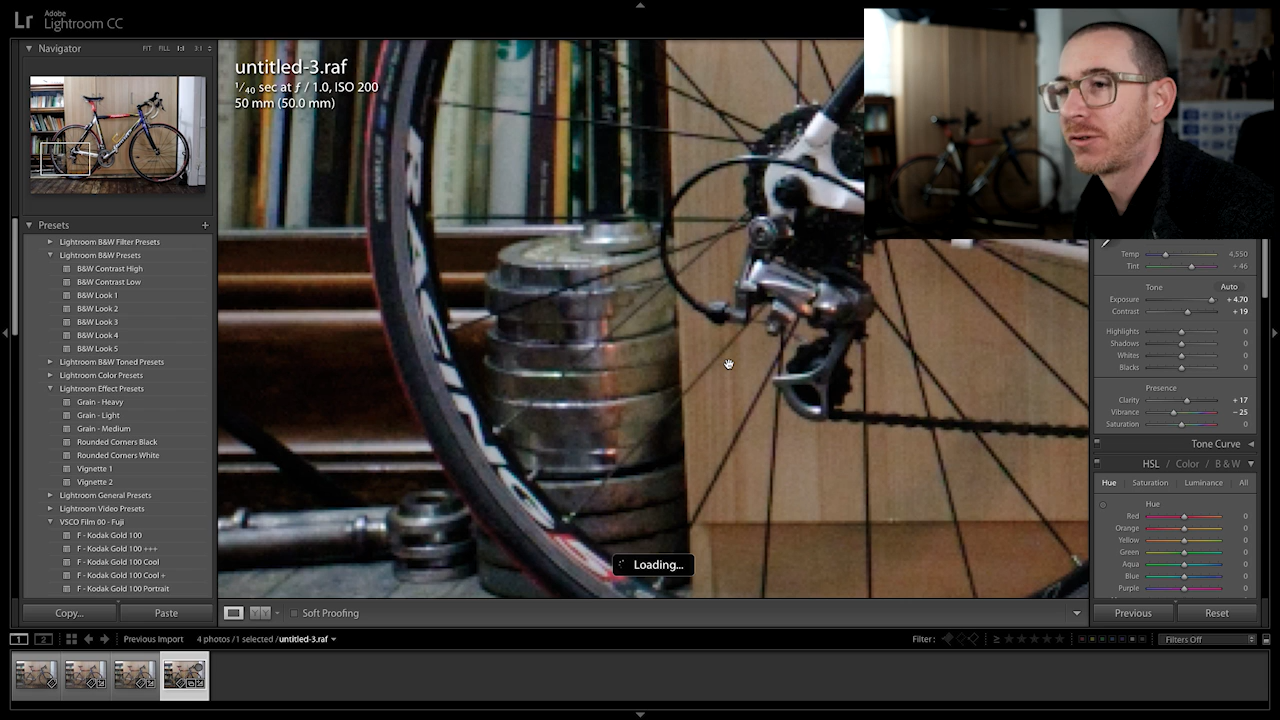 Lr Adobe
Lightroom CC
Navigator FIT FILL 1:1 3:1
untitled-3.raf
1/40 sec at ƒ / 1.0, ISO 200
50 mm (50.0 mm)
Presets +
Lightroom B&W Filter Presets
Lightroom B&W Presets
B&W Contrast High
B&W Contrast Low
B&W Look 1
B&W Look 2
B&W Look 3
B&W Look 4
B&W Look 5
Lightroom B&W Toned Presets
Lightroom Color Presets
Lightroom Effect Presets
Grain - Heavy
Grain - Light
Grain - Medium
Rounded Corners Black
Rounded Corners White
Vignette 1
Vignette 2
Lightroom General Presets
Lightroom Video Presets
VSCO Film 00 - Fuji
F - Kodak Gold 100
F - Kodak Gold 100 +++
F - Kodak Gold 100 Cool
F - Kodak Gold 100 Cool +
F - Kodak Gold 100 Portrait
Copy... Paste
RACING
Loading...
Soft Proofing
Temp 4,550
Tint + 46
Tone Auto
Exposure + 4.70
Contrast + 19
Highlights 0
Shadows 0
Whites 0
Blacks 0
Presence
Clarity + 17
Vibrance − 25
Saturation 0
Tone Curve
HSL / Color / B & W
Hue Saturation Luminance All
Hue
Red 0
Orange 0
Yellow 0
Green 0
Aqua 0
Blue 0
Purple 0
Previous Reset
1 2 Previous Import 4 photos / 1 selected / untitled-3.raf Filter : ≥ Filters Off